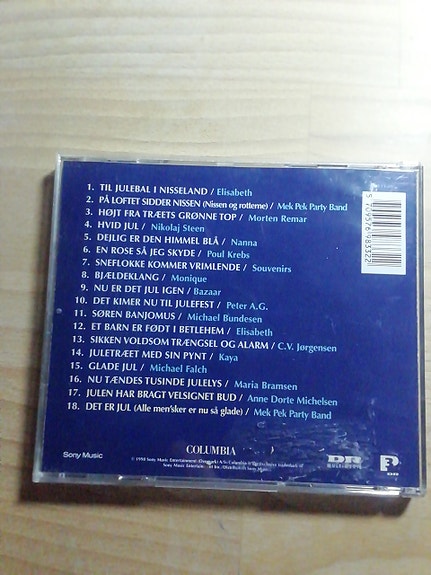 1. TIL JULEBAL I NISSELAND / Elisabeth
2. PÅ LOFTET SIDDER NISSEN (Nissen og rotterne) / Mek Pek Party Band
3. HØJT FRA TRÆETS GRØNNE TOP / Morten Remar
4. HVID JUL / Nikolaj Steen
5. DEJLIG ER DEN HIMMEL BLÅ / Nanna
6. EN ROSE SÅ JEG SKYDE / Poul Krebs
7. SNEFLOKKE KOMMER VRIMLENDE / Souvenirs
8. BJÆLDEKLANG / Monique
9. NU ER DET JUL IGEN / Bazaar
10. DET KIMER NU TIL JULEFEST / Peter A.G.
11. SØREN BANJOMUS / Michael Bundesen
12. ET BARN ER FØDT I BETLEHEM / Elisabeth
13. SIKKEN VOLDSOM TRÆNGSEL OG ALARM / C.V. Jørgensen
14. JULETRÆET MED SIN PYNT / Kaya
15. GLADE JUL / Michael Falch
16. NU TÆNDES TUSINDE JULELYS / Maria Bramsen
17. JULEN HAR BRAGT VELSIGNET BUD / Anne Dorte Michelsen
18. DET ER JUL (Alle men'sker er nu så glade) / Mek Pek Party Band
Sony Music
COLUMBIA
DR
P3